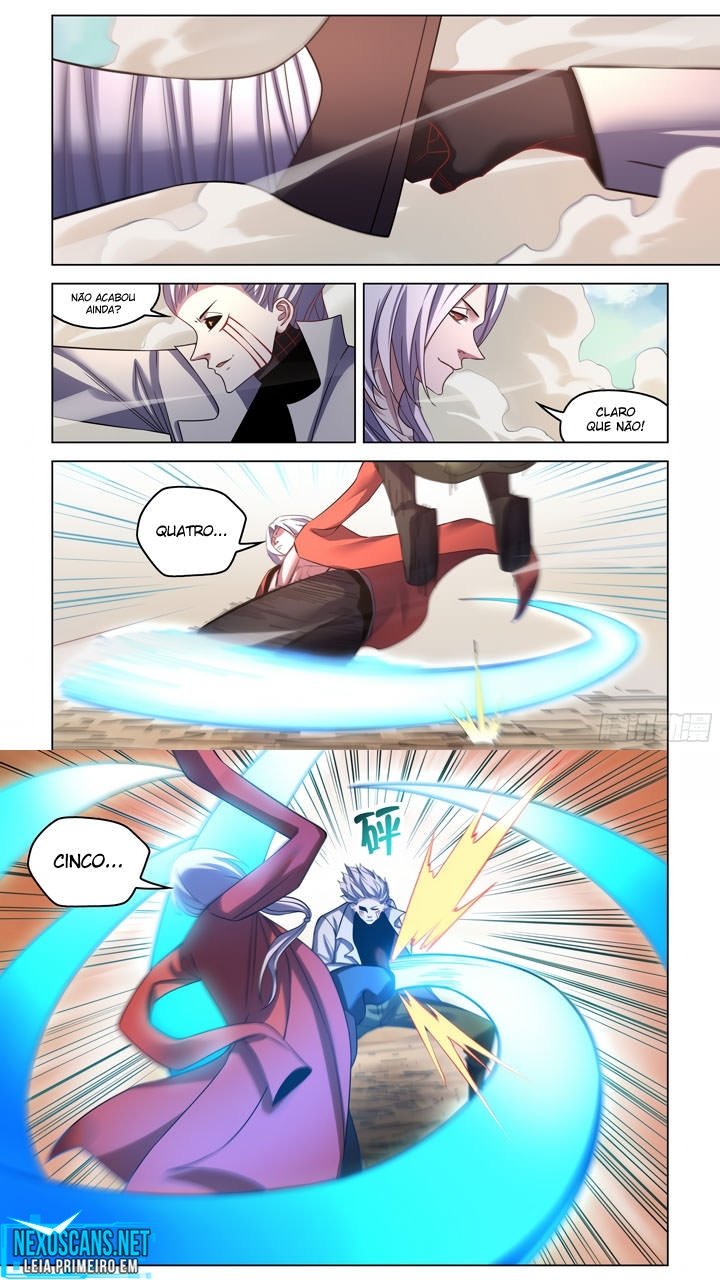 NÃO ACABOU
AINDA?
CLARO
QUE NÃO!
QUATRO...
CINCO...
砰
NEXOSCANS.NET
LEIA PRIMEIRO EM